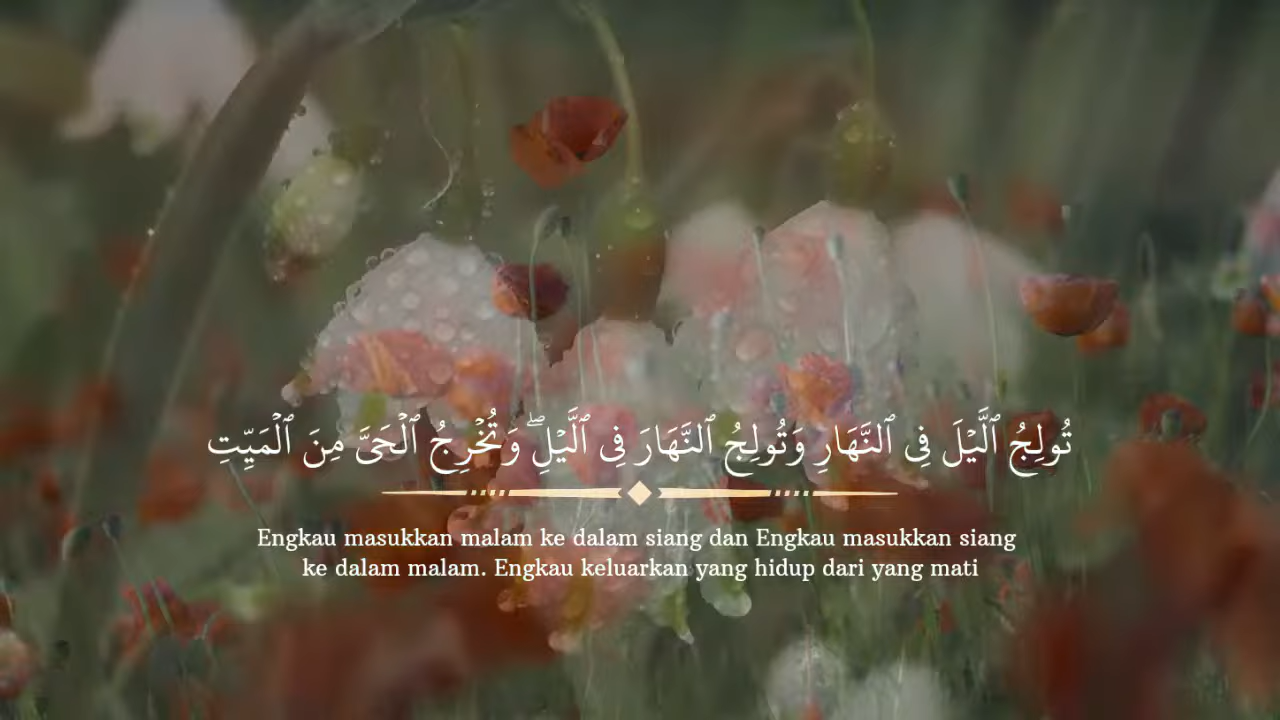 تُولِجُ ٱلَّيْلَ فِى ٱلنَّهَارِ وَتُولِجُ ٱلنَّهَارَ فِى ٱلَّيْلِ ۖ وَتُخْرِجُ ٱلْحَىَّ مِنَ ٱلْمَيِّتِ
Engkau masukkan malam ke dalam siang dan Engkau masukkan siang
ke dalam malam. Engkau keluarkan yang hidup dari yang mati